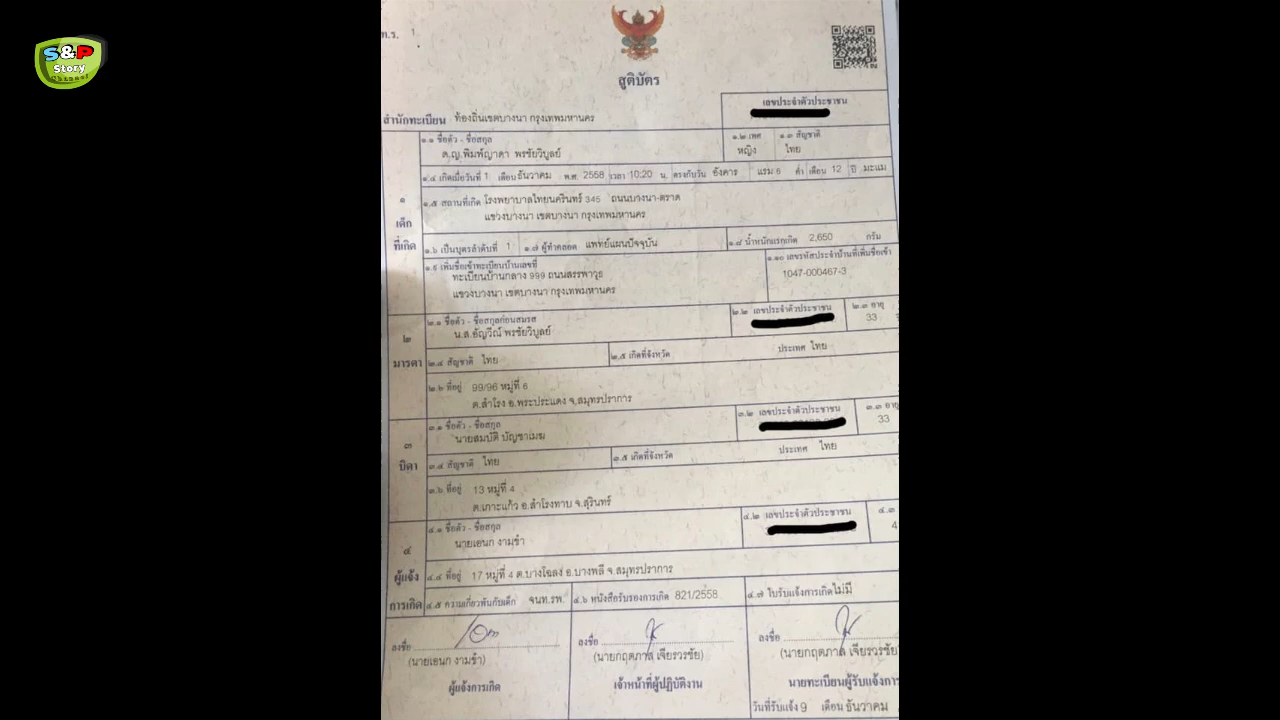 S&P
Story
Channel
ท.ร. 1
สูติบัตร
เลขประจำตัวประชาชน
สำนักทะเบียน ท้องถิ่นเขตบางนา กรุงเทพมหานคร
๑.๑ ชื่อตัว - ชื่อสกุล
๑.๒ เพศ
๑.๓ สัญชาติ
ด.ญ.พิมพ์ญาดา พรชัยวิบูลย์
หญิง
ไทย
๑.๔ เกิดเมื่อวันที่ 1 เดือน ธันวาคม พ.ศ. 2558 เวลา 10:20 น. ตรงกับวัน อังคาร แรม 6 ค่ำ เดือน 12 ปี มะแม
๑
เด็ก
ที่เกิด
๑.๕ สถานที่เกิด โรงพยาบาลไทยนครินทร์ 345 ถนนบางนา-ตราด
แขวงบางนา เขตบางนา กรุงเทพมหานคร
๑.๖ เป็นบุตรลำดับที่ 1 ๑.๗ ผู้ทำคลอด แพทย์แผนปัจจุบัน ๑.๘ น้ำหนักแรกเกิด 2,650 กรัม
๑.๙ เพิ่มชื่อเข้าทะเบียนบ้านเลขที่
๑.๑๐ เลขรหัสประจำบ้านที่เพิ่มชื่อเข้า
ทะเบียนบ้านกลาง 999 ถนนสรรพาวุธ
1047-000467-3
แขวงบางนา เขตบางนา กรุงเทพมหานคร
๒
มารดา
๒.๑ ชื่อตัว - ชื่อสกุลก่อนสมรส
๒.๒ เลขประจำตัวประชาชน
๒.๓ อายุ
น.ส.อัญวีณ์ พรชัยวิบูลย์
33
๒.๔ สัญชาติ ไทย
๒.๕ เกิดที่จังหวัด
ประเทศ ไทย
๒.๖ ที่อยู่ 99/96 หมู่ที่ 6
ต.สำโรง อ.พระประแดง จ.สมุทรปราการ
๓
บิดา
๓.๑ ชื่อตัว - ชื่อสกุล
๓.๒ เลขประจำตัวประชาชน
๓.๓ อายุ
นายสมบัติ บัญชาเมฆ
33
๓.๔ สัญชาติ ไทย
๓.๕ เกิดที่จังหวัด
ประเทศ ไทย
๓.๖ ที่อยู่ 13 หมู่ที่ 4
ต.เกาะแก้ว อ.สำโรงทาบ จ.สุรินทร์
๔
ผู้แจ้ง
การเกิด
๔.๑ ชื่อตัว - ชื่อสกุล
๔.๒ เลขประจำตัวประชาชน
๔.๓
นายเอนก งามขำ
4
๔.๔ ที่อยู่ 17 หมู่ที่ 4 ต.บางโฉลง อ.บางพลี จ.สมุทรปราการ
๔.๕ ความเกี่ยวพันกับเด็ก จนท.รพ. ๔.๖ หนังสือรับรองการเกิด 821/2558 ๔.๗ ใบรับแจ้งการเกิด ไม่มี
ลงชื่อ
ลงชื่อ
ลงชื่อ
(นายเอนก งามขำ)
(นายกฤตภาส เจียรวรชัย)
(นายกฤตภาส เจียรวรชัย)
ผู้แจ้งการเกิด
เจ้าหน้าที่ผู้ปฏิบัติงาน
นายทะเบียนผู้รับแจ้งการ
วันที่รับแจ้ง 9 เดือน ธันวาคม